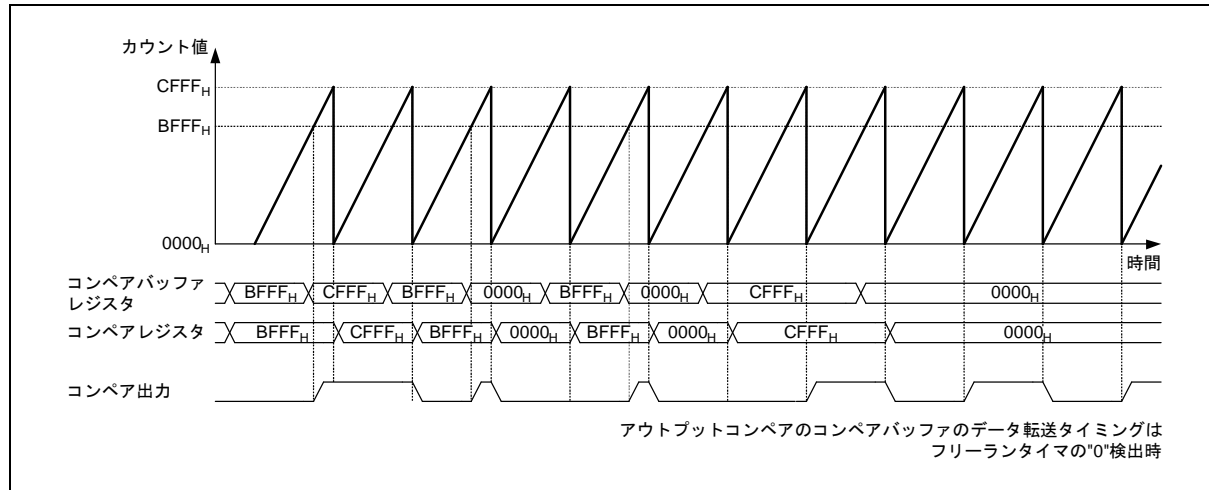 カウント値
CFFFH
BFFFH
0000H
時間
コンペアバッファ
レジスタ
BFFFH CFFFH BFFFH 0000H BFFFH 0000H CFFFH 0000H
コンペアレジスタ
BFFFH CFFFH BFFFH 0000H BFFFH 0000H CFFFH 0000H
コンペア出力
アウトプットコンペアのコンペアバッファのデータ転送タイミングは
フリーランタイマの"0"検出時